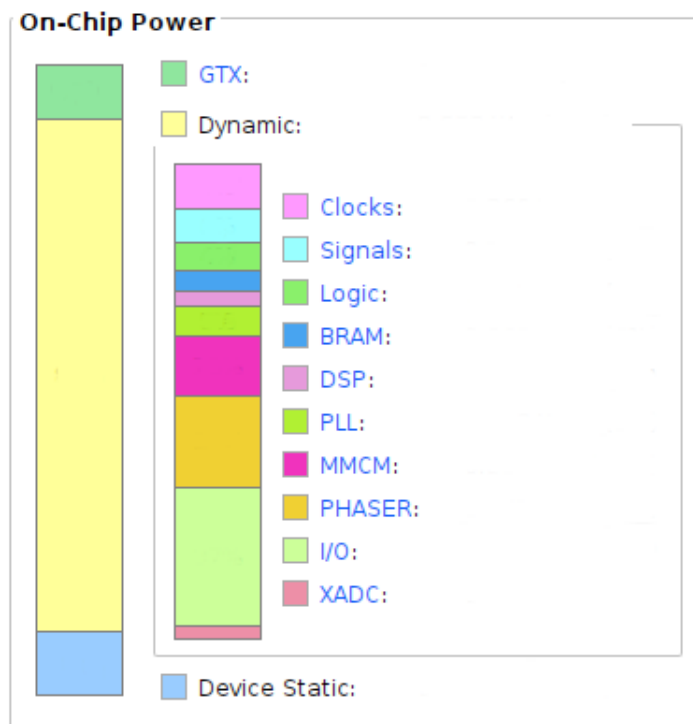 On-Chip Power
GTX:
Dynamic:
Clocks:
Signals:
Logic:
BRAM:
DSP:
PLL:
MMCM:
PHASER:
I/O:
XADC:
Device Static: